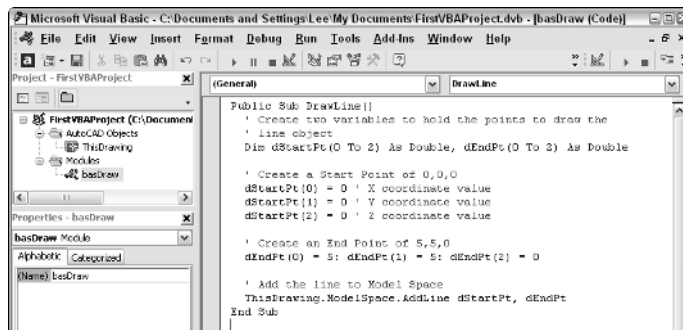 Microsoft Visual Basic - C:\Documents and Settings\Lee\My Documents\FirstVBAProject.dvb - [basDraw (Code)]
File Edit View Insert Format Debug Run Tools Add-Ins Window Help
Project - FirstVBAProject
FirstVBAProject (C:\Documen
AutoCAD Objects
ThisDrawing
Modules
basDraw
Properties - basDraw
basDraw Module
Alphabetic Categorized
(Name) basDraw
(General) DrawLine
Public Sub DrawLine()
' Create two variables to hold the points to draw the
' line object
Dim dStartPt(0 To 2) As Double, dEndPt(0 To 2) As Double
' Create a Start Point of 0,0,0
dStartPt(0) = 0 ' X coordinate value
dStartPt(1) = 0 ' Y coordinate value
dStartPt(2) = 0 ' Z coordinate value
' Create an End Point of 5,5,0
dEndPt(0) = 5: dEndPt(1) = 5: dEndPt(2) = 0
' Add the line to Model Space
ThisDrawing.ModelSpace.AddLine dStartPt, dEndPt
End Sub